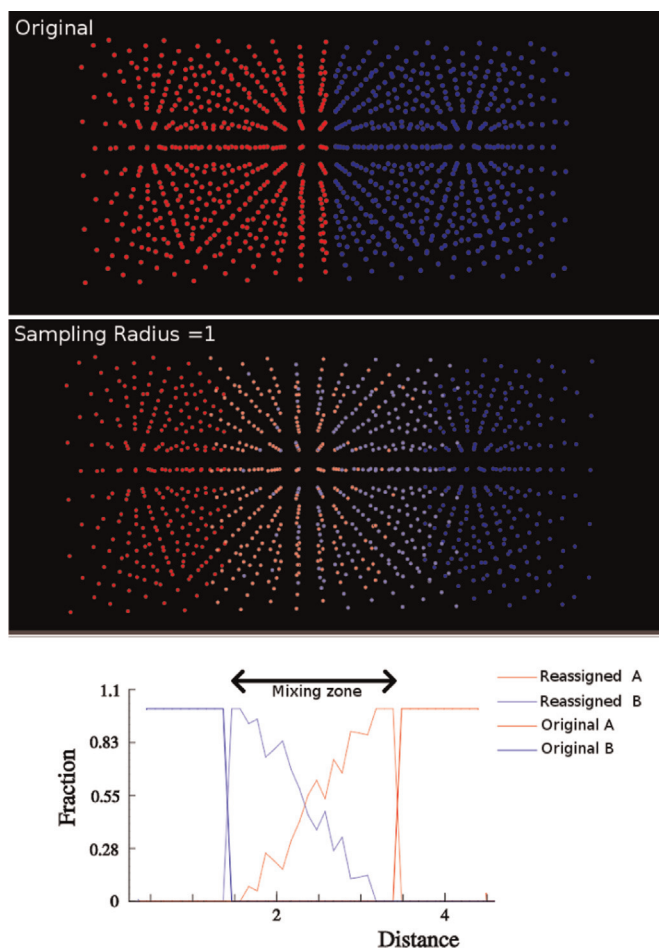 Original
Sampling Radius =1
Mixing zone
Reassigned A
Reassigned B
Original A
Original B
1.1
0.83
0.55
0.28
0
Fraction
2
4
Distance